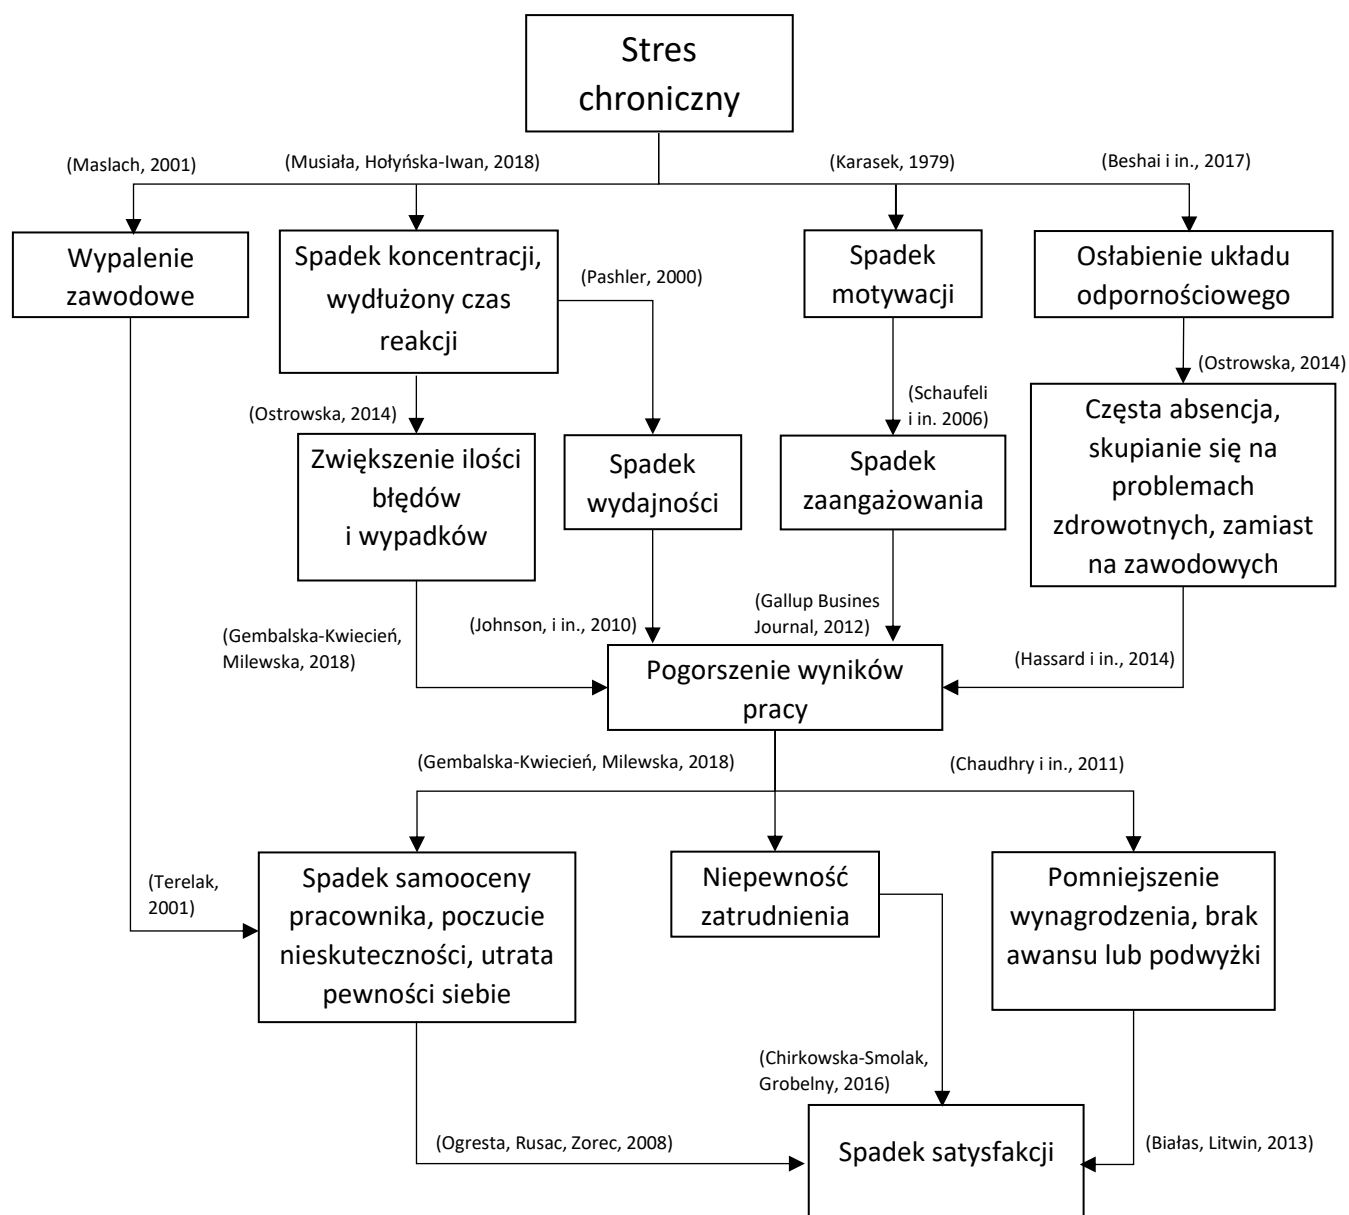 Stres
chroniczny
(Maslach, 2001)
(Musiała, Hołyńska-Iwan, 2018)
(Karasek, 1979)
(Beshai i in., 2017)
Wypalenie
zawodowe
Spadek koncentracji,
wydłużony czas
reakcji
(Pashler, 2000)
Spadek
motywacji
Osłabienie układu
odpornościowego
(Ostrowska, 2014)
(Schaufeli
i in. 2006)
(Ostrowska, 2014)
Zwiększenie ilości
błędów
i wypadków
Spadek
wydajności
Spadek
zaangażowania
Częsta absencja,
skupianie się na
problemach
zdrowotnych, zamiast
na zawodowych
(Gembalska-Kwiecień,
Milewska, 2018)
(Johnson, i in., 2010)
(Gallup Busines
Journal, 2012)
(Hassard i in., 2014)
Pogorszenie wyników
pracy
(Gembalska-Kwiecień, Milewska, 2018)
(Chaudhry i in., 2011)
(Terelak,
2001)
Spadek samooceny
pracownika, poczucie
nieskuteczności, utrata
pewności siebie
Niepewność
zatrudnienia
Pomniejszenie
wynagrodzenia, brak
awansu lub podwyżki
(Chirkowska-Smolak,
Grobelny, 2016)
(Ogresta, Rusac, Zorec, 2008)
Spadek satysfakcji
(Białas, Litwin, 2013)